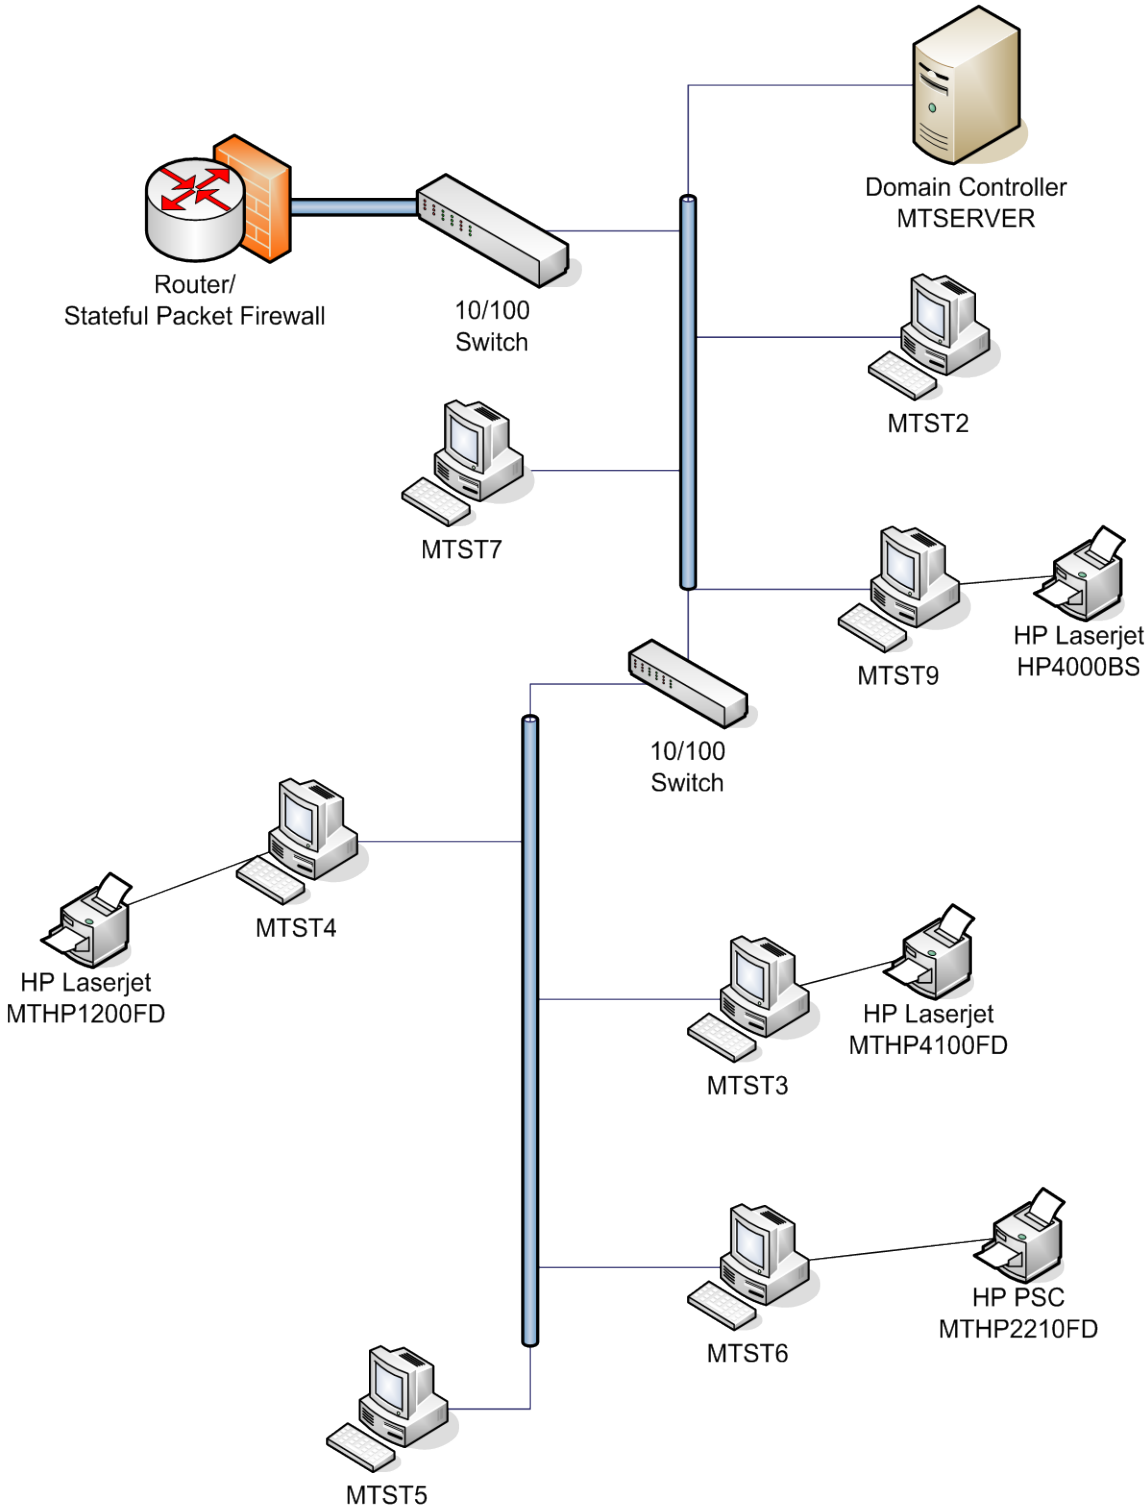 Domain Controller
MTSERVER
Router/
Stateful Packet Firewall
10/100
Switch
MTST2
MTST7
HP Laserjet
HP4000BS
MTST9
10/100
Switch
MTST4
HP Laserjet
MTHP1200FD
HP Laserjet
MTHP4100FD
MTST3
HP PSC
MTHP2210FD
MTST6
MTST5